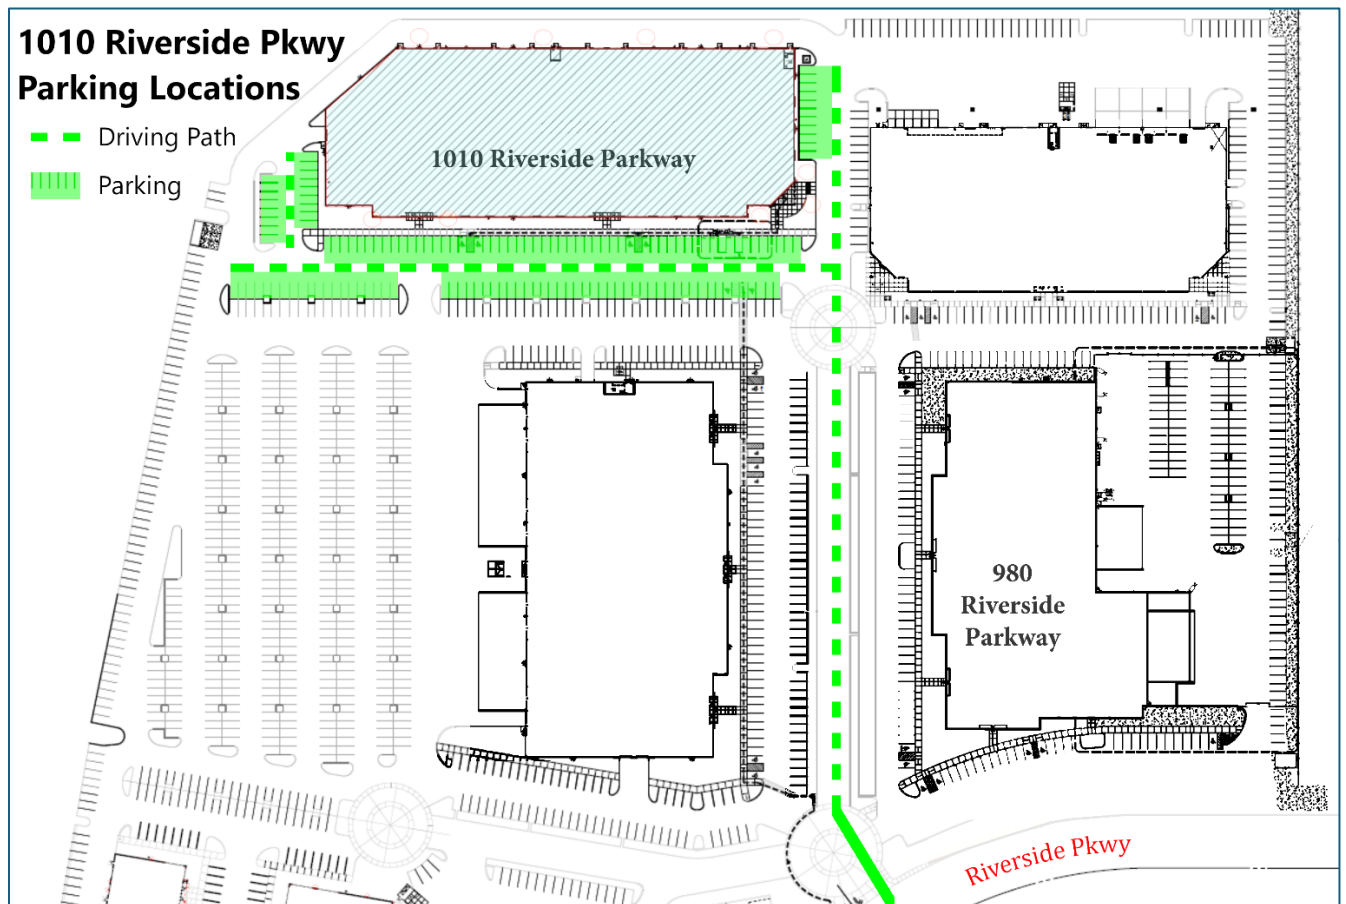 1010 Riverside Pkwy
Parking Locations
Driving Path
Parking
1010 Riverside Parkway
980
Riverside
Parkway
Riverside Pkwy